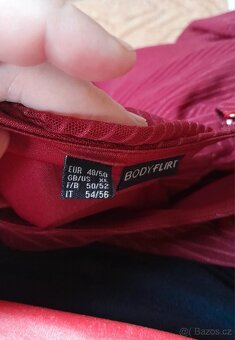 EUR 48/50
GB/US XL
F/B 50/52
IT 54/56
BODYFLIRT
© bazos.cz